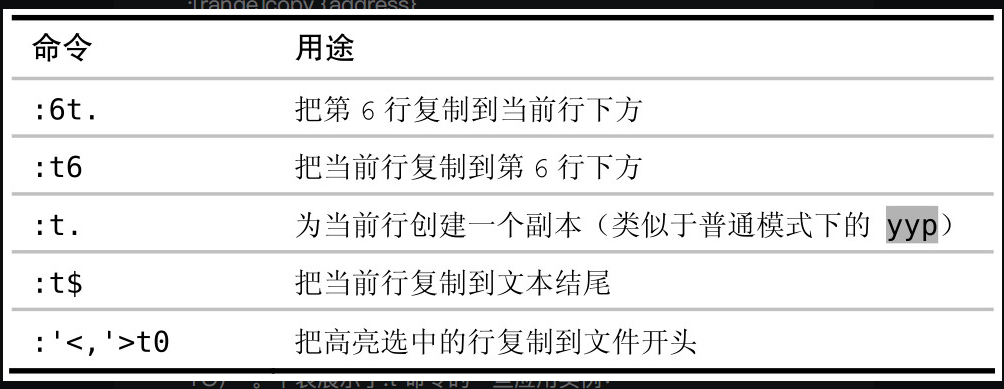 :[range]copy {address}
命令 用途
:6t. 把第 6 行复制到当前行下方
:t6 把当前行复制到第 6 行下方
:t. 为当前行创建一个副本（类似于普通模式下的 yyp）
:t$ 把当前行复制到文本结尾
:'<,'>t0 把高亮选中的行复制到文件开头